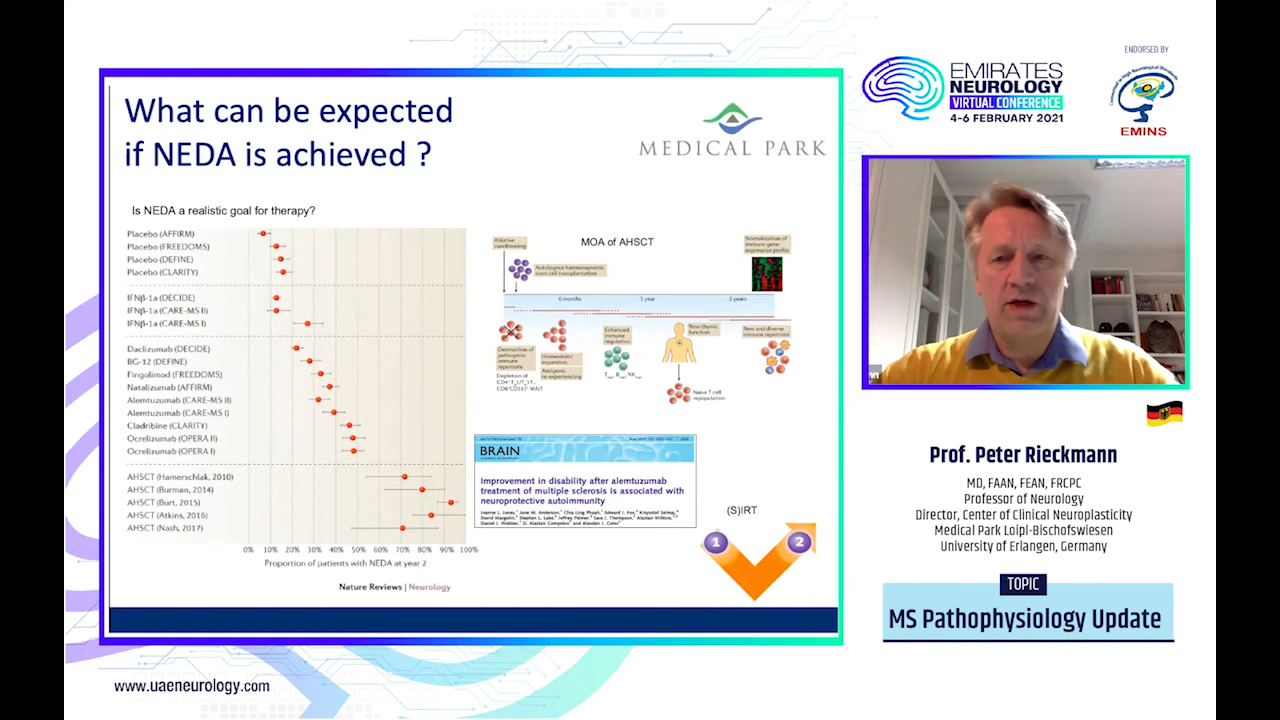 What can be expected
if NEDA is achieved ?
MEDICAL PARK
Is NEDA a realistic goal for therapy?
Placebo (AFFIRM)
Placebo (FREEDOMS)
Placebo (DEFINE)
Placebo (CLARITY)
IFNβ-1a (DECIDE)
IFNβ-1a (CARE-MS II)
IFNβ-1a (CARE-MS I)
Daclizumab (DECIDE)
BG-12 (DEFINE)
Fingolimod (FREEDOMS)
Natalizumab (AFFIRM)
Alemtuzumab (CARE-MS II)
Alemtuzumab (CARE-MS I)
Cladribine (CLARITY)
Ocrelizumab (OPERA II)
Ocrelizumab (OPERA I)
AHSCT (Hamerschlak, 2010)
AHSCT (Burman, 2014)
AHSCT (Burt, 2015)
AHSCT (Atkins, 2016)
AHSCT (Nash, 2017)
0% 10% 20% 30% 40% 50% 60% 70% 80% 90% 100%
Proportion of patients with NEDA at year 2
Nature Reviews | Neurology
MOA of AHSCT
Ablative
conditioning
Autologous haematopoietic
stem cell transplantation
Normalization of
immune gene
expression profile
6 months
1 year
2 years
Destruction of
pathogenic
immune
repertoire
Depletion of
Homeostatic
expansion
Antigenic
re-experiencing
Enhanced
immune
regulation
New thymic
function
Naive T cell
repopulation
New and diverse
immune repertoire
BRAIN
Improvement in disability after alemtuzumab
treatment of multiple sclerosis is associated with
neuroprotective autoimmunity
(S)IRT
1
2
www.uaeneurology.com
EMIRATES
NEUROLOGY
VIRTUAL CONFERENCE
4-6 FEBRUARY 2021
ENDORSED BY
EMINS
Prof. Peter Rieckmann
MD, FAAN, FEAN, FRCPC
Professor of Neurology
Director, Center of Clinical Neuroplasticity
Medical Park Loipl-Bischofswiesen
University of Erlangen, Germany
TOPIC
MS Pathophysiology Update